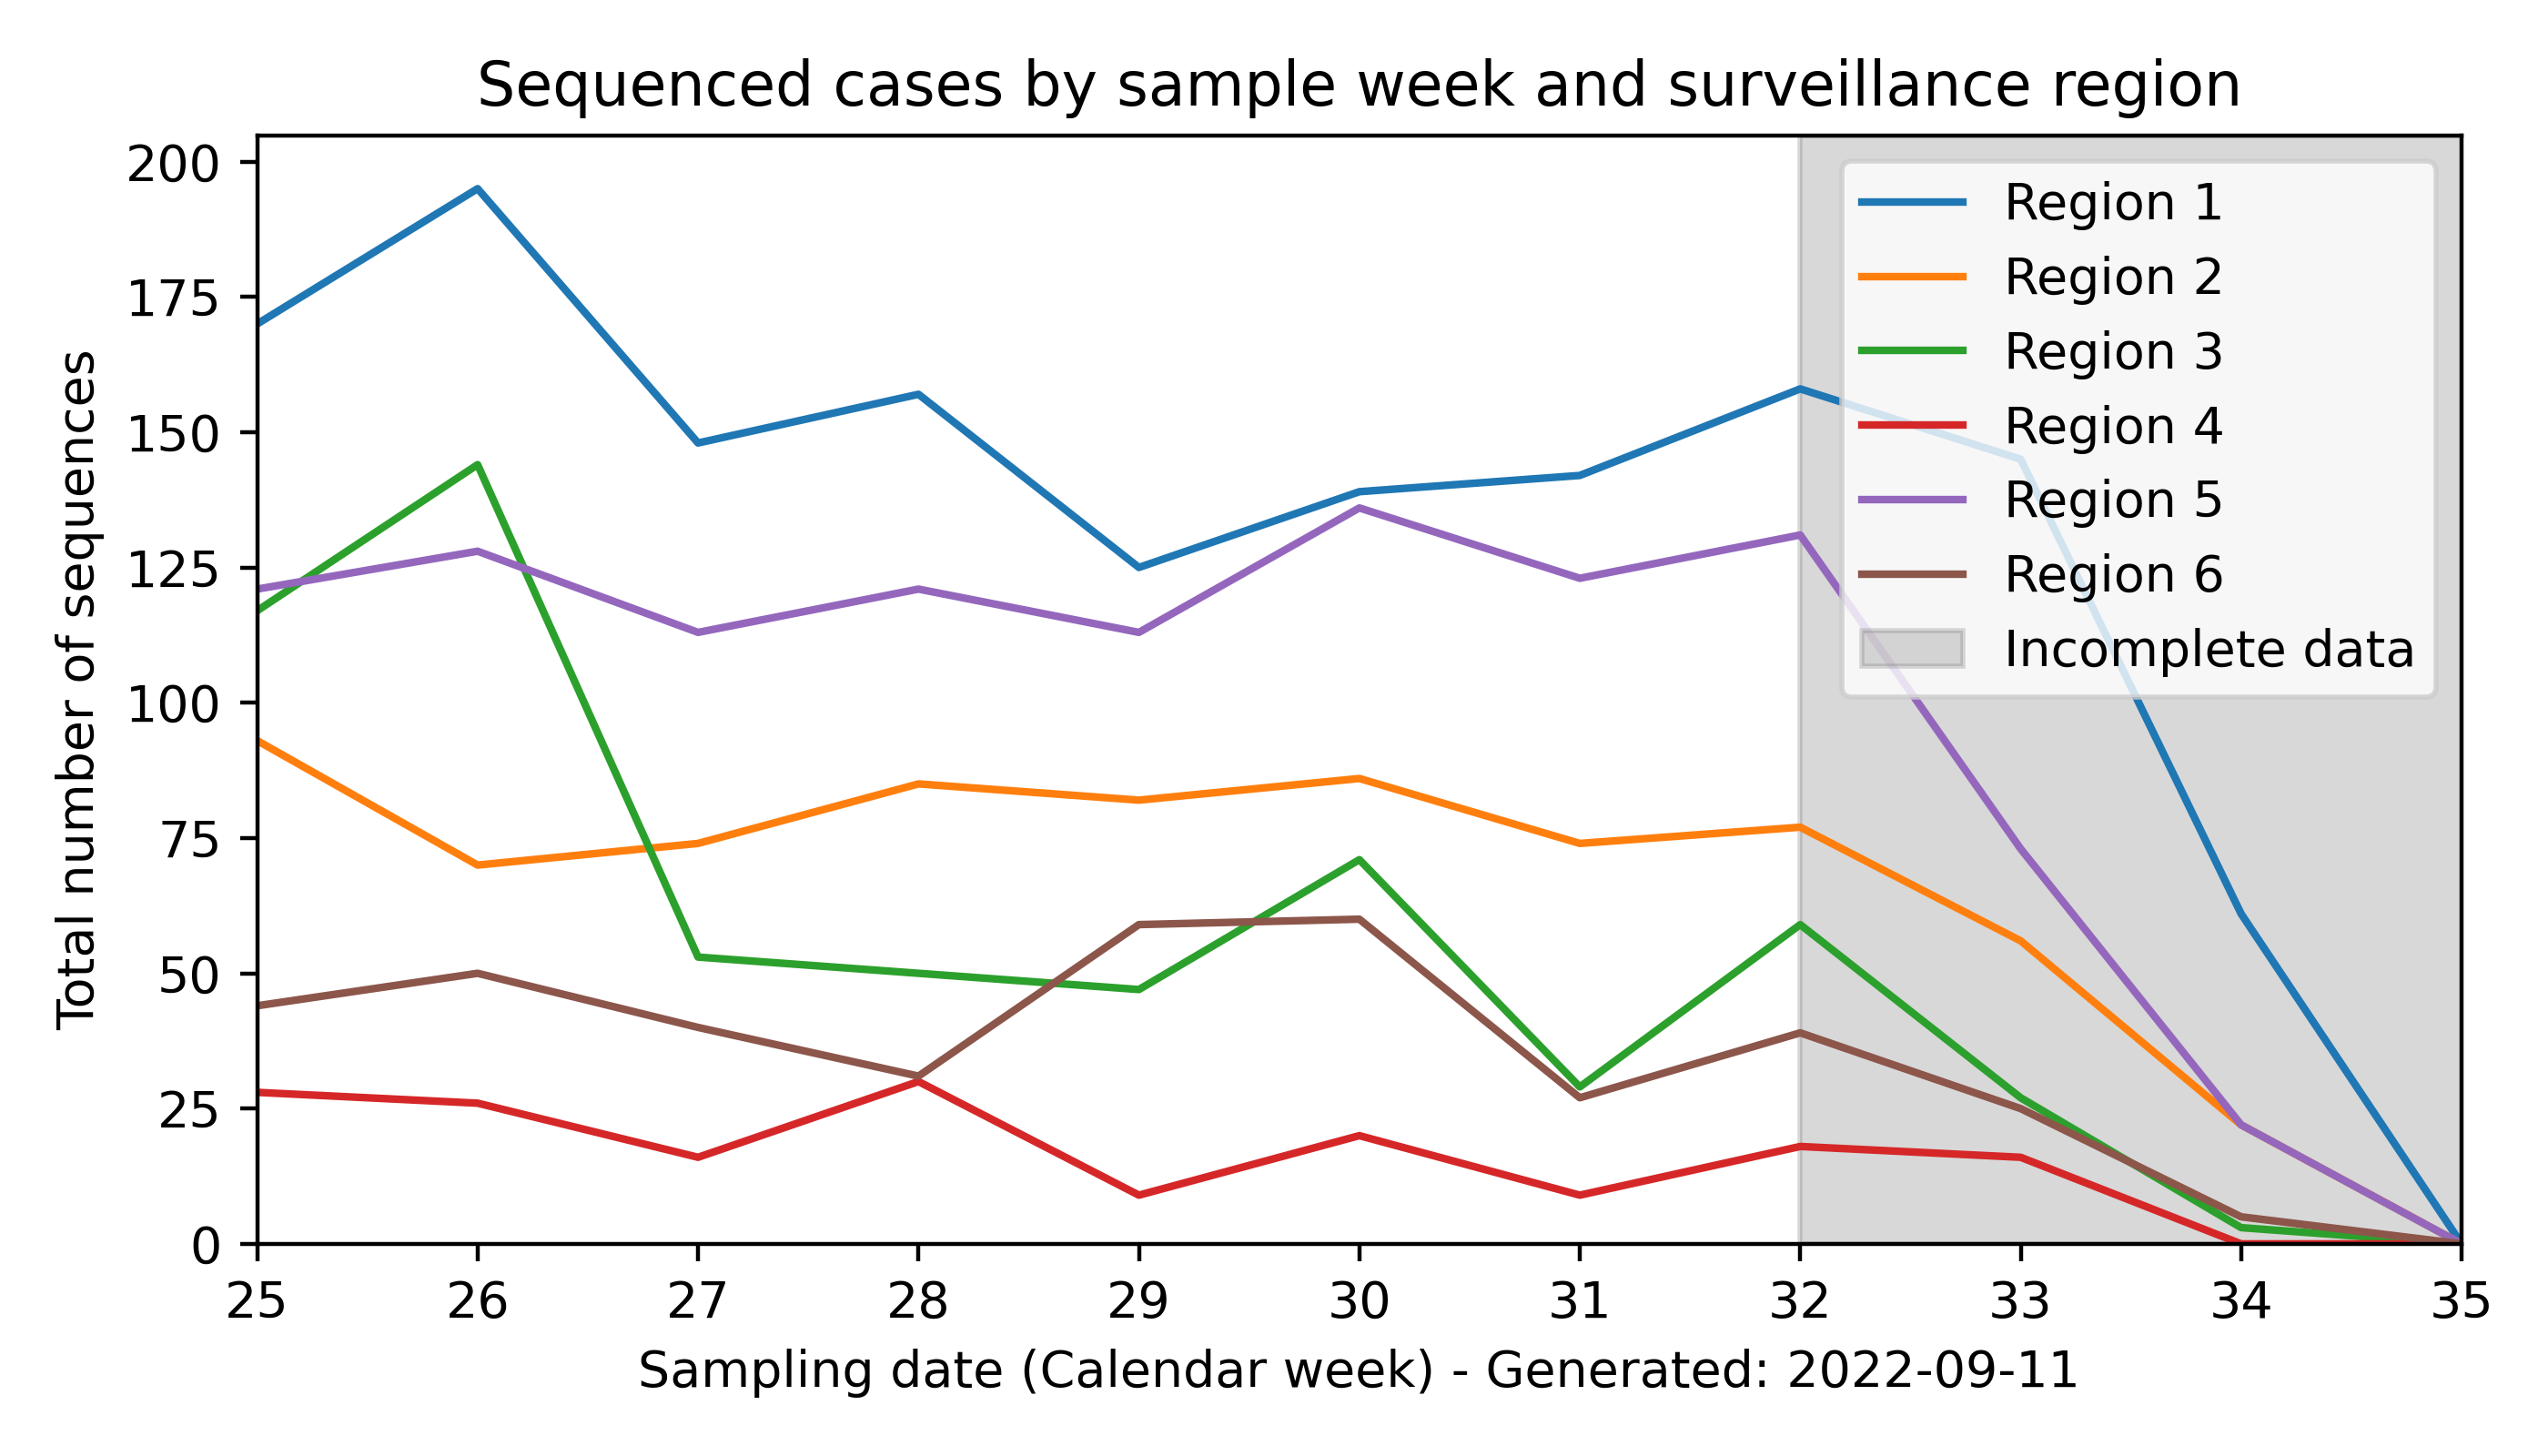 Sequenced cases by sample week and surveillance region
Total number of sequences
200
175
150
125
100
75
50
25
0
Region 1
Region 2
Region 3
Region 4
Region 5
Region 6
Incomplete data
25 26 27 28 29 30 31 32 33 34 35
Sampling date (Calendar week) - Generated: 2022-09-11